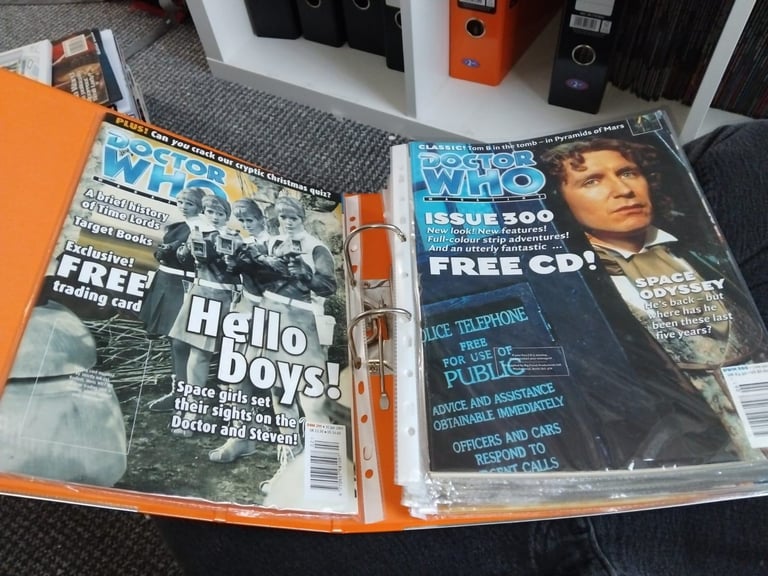 PLUS! Can you crack our cryptic Christmas quiz?
DOCTOR
WHO
A brief history
of Time Lords
Target Books
Exclusive!
FREE
trading card
Hello
boys!
Space girls set
their sights on the
Doctor and Steven!
CLASSIC! Tom B in the tomb – in Pyramids of Mars
DOCTOR
WHO
MAGAZINE
ISSUE 300
New look! New features!
Full-colour strip adventures!
And an utterly fantastic ...
FREE CD!
SPACE
ODYSSEY
He's back – but
where has he
been these last
five years?
POLICE TELEPHONE
FREE
FOR USE OF
PUBLIC
ADVICE AND ASSISTANCE
OBTAINABLE IMMEDIATELY
OFFICERS AND CARS
RESPOND TO
URGENT CALLS